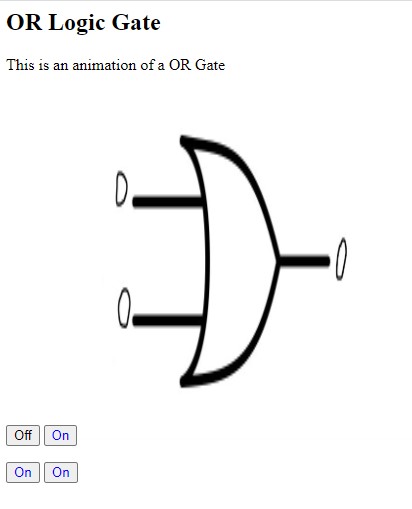 OR Logic Gate
This is an animation of a OR Gate
0
0
0
Off On
On On